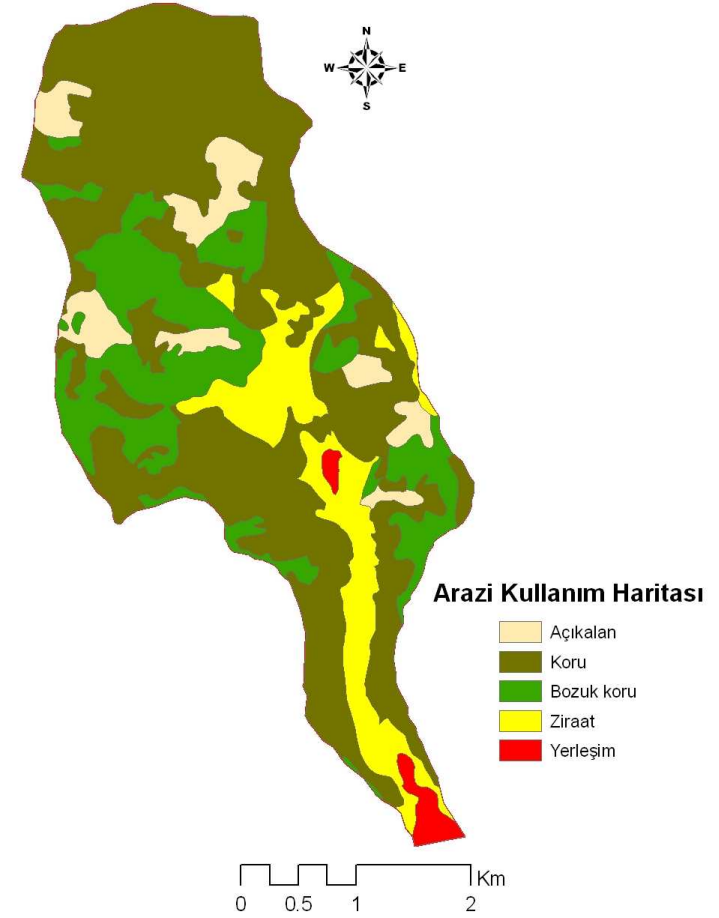 N
W E
S
Arazi Kullanım Haritası
Açıkalan
Koru
Bozuk koru
Ziraat
Yerleşim
Km
0 0.5 1 2